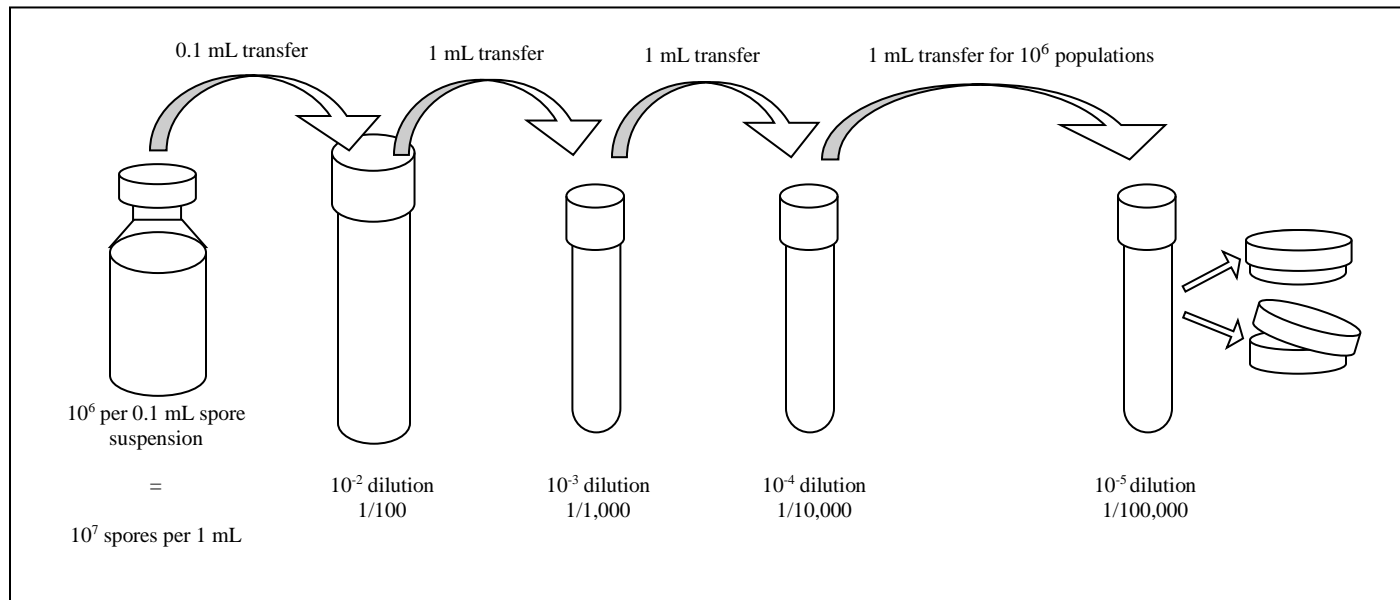 0.1 mL transfer
1 mL transfer
1 mL transfer
1 mL transfer for 10⁶ populations
10⁶ per 0.1 mL spore
suspension
=
10⁷ spores per 1 mL
10⁻² dilution
1/100
10⁻³ dilution
1/1,000
10⁻⁴ dilution
1/10,000
10⁻⁵ dilution
1/100,000